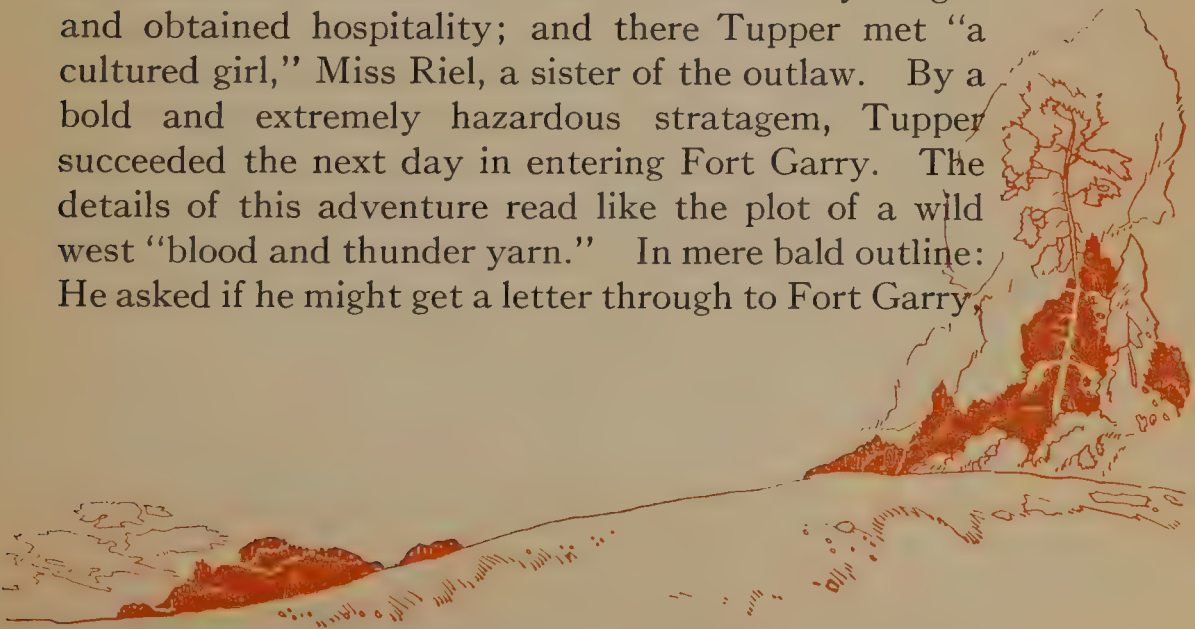 and obtained hospitality; and there Tupper met “a
cultured girl,” Miss Riel, a sister of the outlaw. By a
bold and extremely hazardous stratagem, Tupper
succeeded the next day in entering Fort Garry. The
details of this adventure read like the plot of a wild
west “blood and thunder yarn.” In mere bald outline:
He asked if he might get a letter through to Fort Garry,